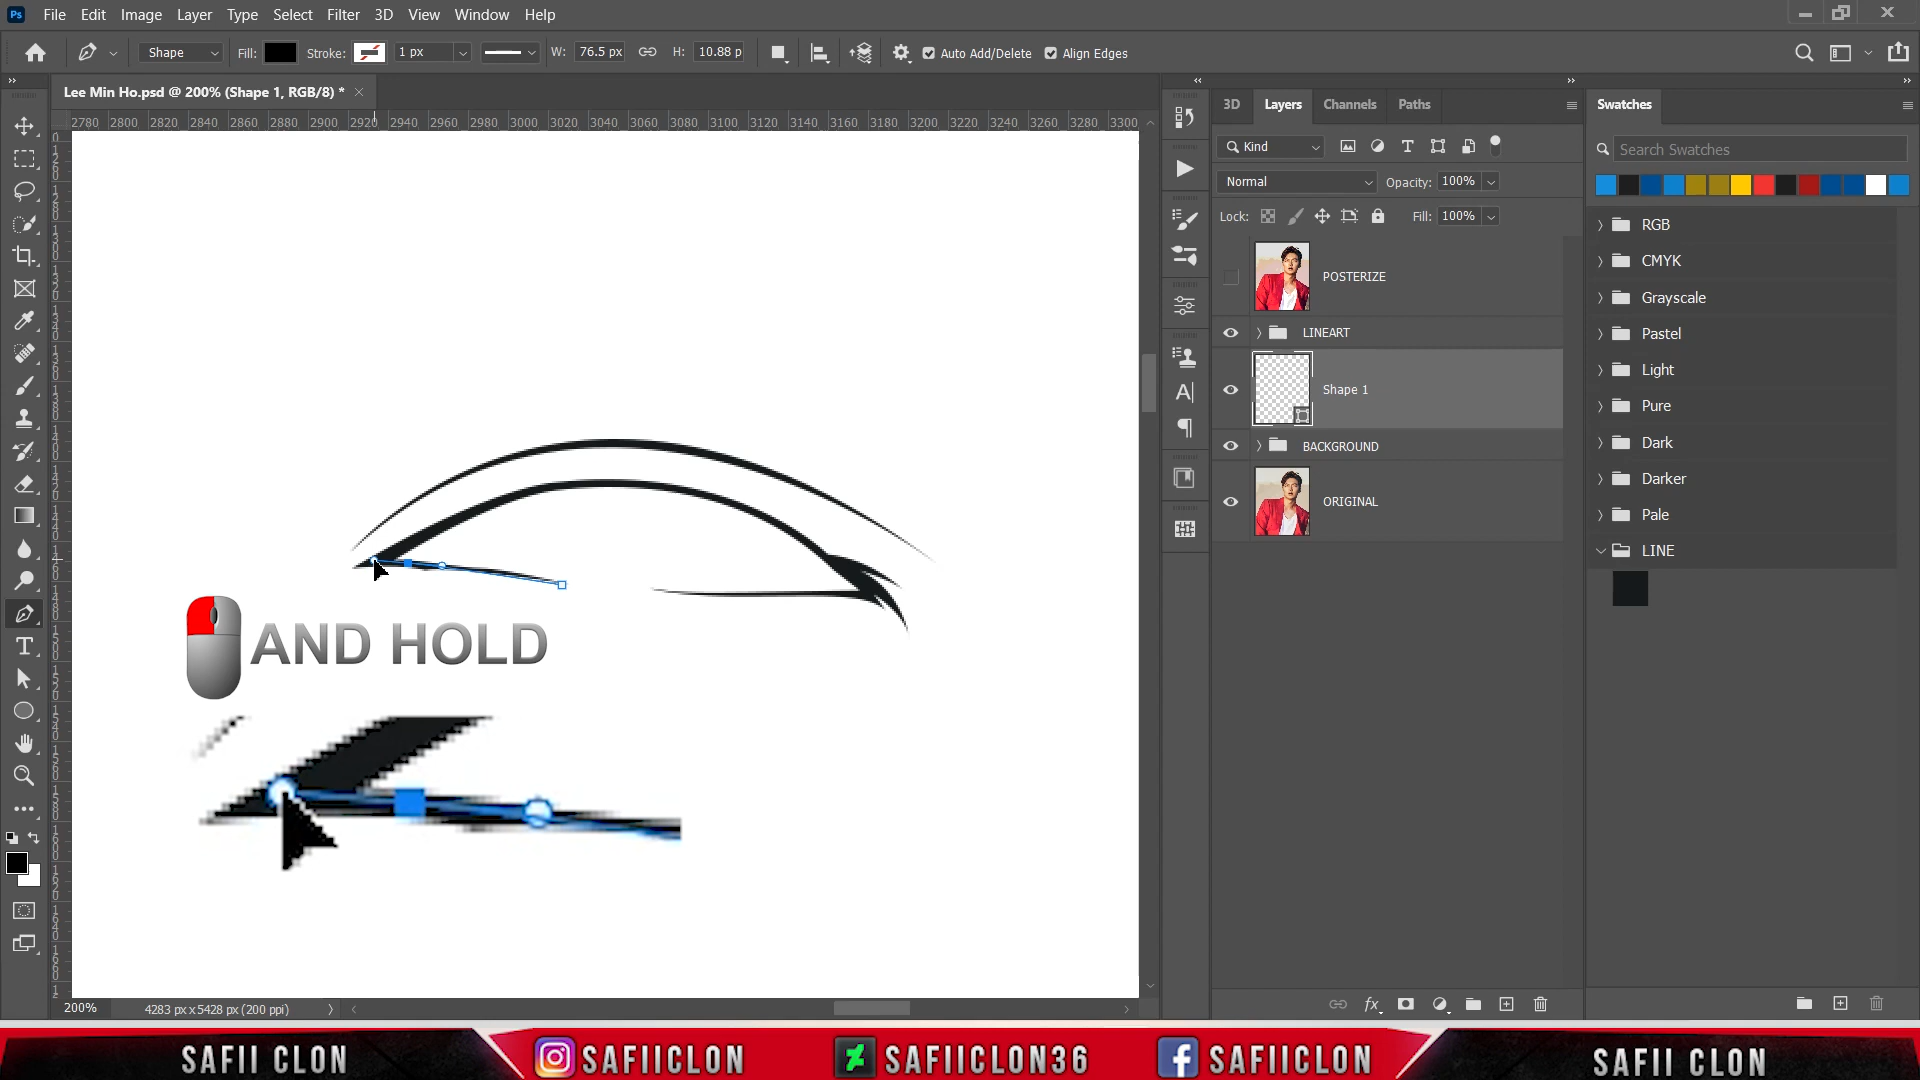 Ps File Edit Image Layer Type Select Filter 3D View Window Help
Shape Fill: Stroke: 1 px W: 76.5 px H: 10.88 p Auto Add/Delete Align Edges
Lee Min Ho.psd @ 200% (Shape 1, RGB/8) * ×
3D Layers Channels Paths
Swatches
2780 2800 2820 2840 2860 2880 2900 2920 2940 2960 2980 3000 3020 3040 3060 3080 3100 3120 3140 3160 3180 3200 3220 3240 3260 3280 3300
Kind
Search Swatches
Normal Opacity: 100%
Lock: Fill: 100%
RGB
CMYK
POSTERIZE
Grayscale
LINEART
Pastel
Light
Shape 1
Pure
BACKGROUND
Dark
Darker
ORIGINAL
Pale
LINE
AND HOLD
200% 4283 px x 5428 px (200 ppi)
SAFII CLON SAFIICLON SAFIICLON36 SAFIICLON SAFII CLON